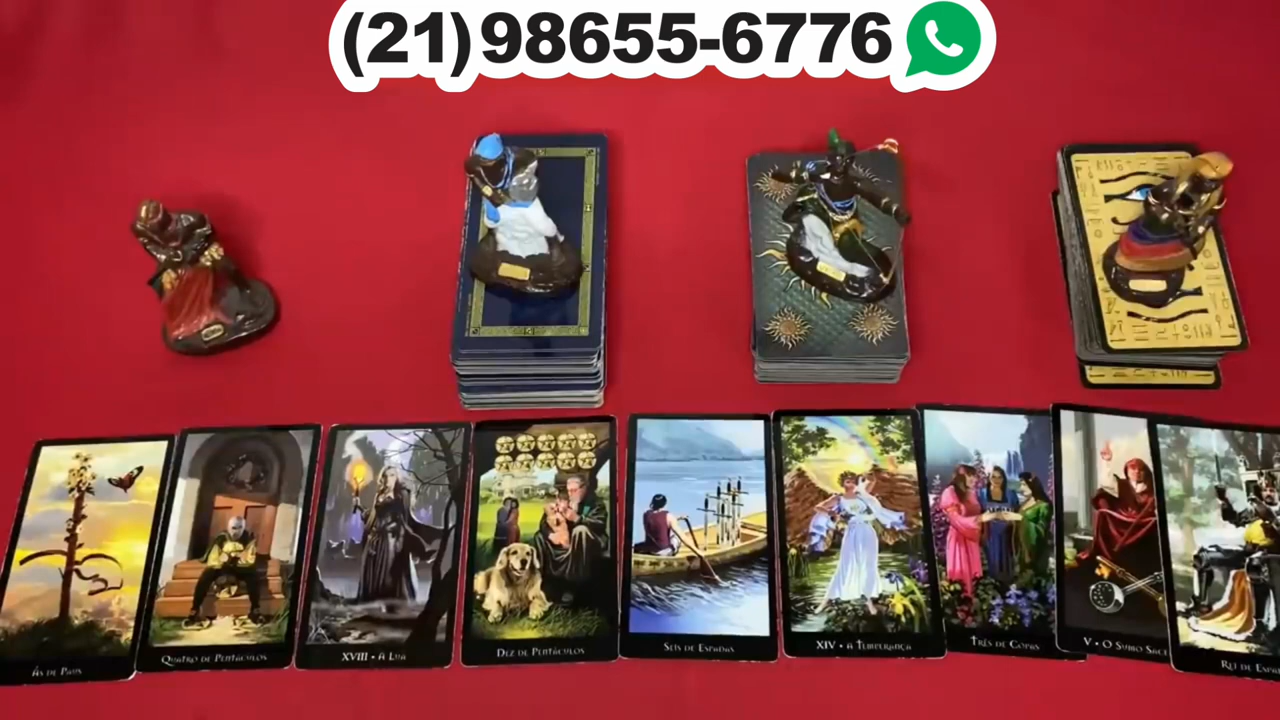 (21)98655-6776
Ás de Paus
Quatro de Pentáculos
XVIII • A Lua
Dez de Pentáculos
Seis de Espadas
XIV • A Temperança
Três de Copas
V • O Sumo Sace
Rei de Espa